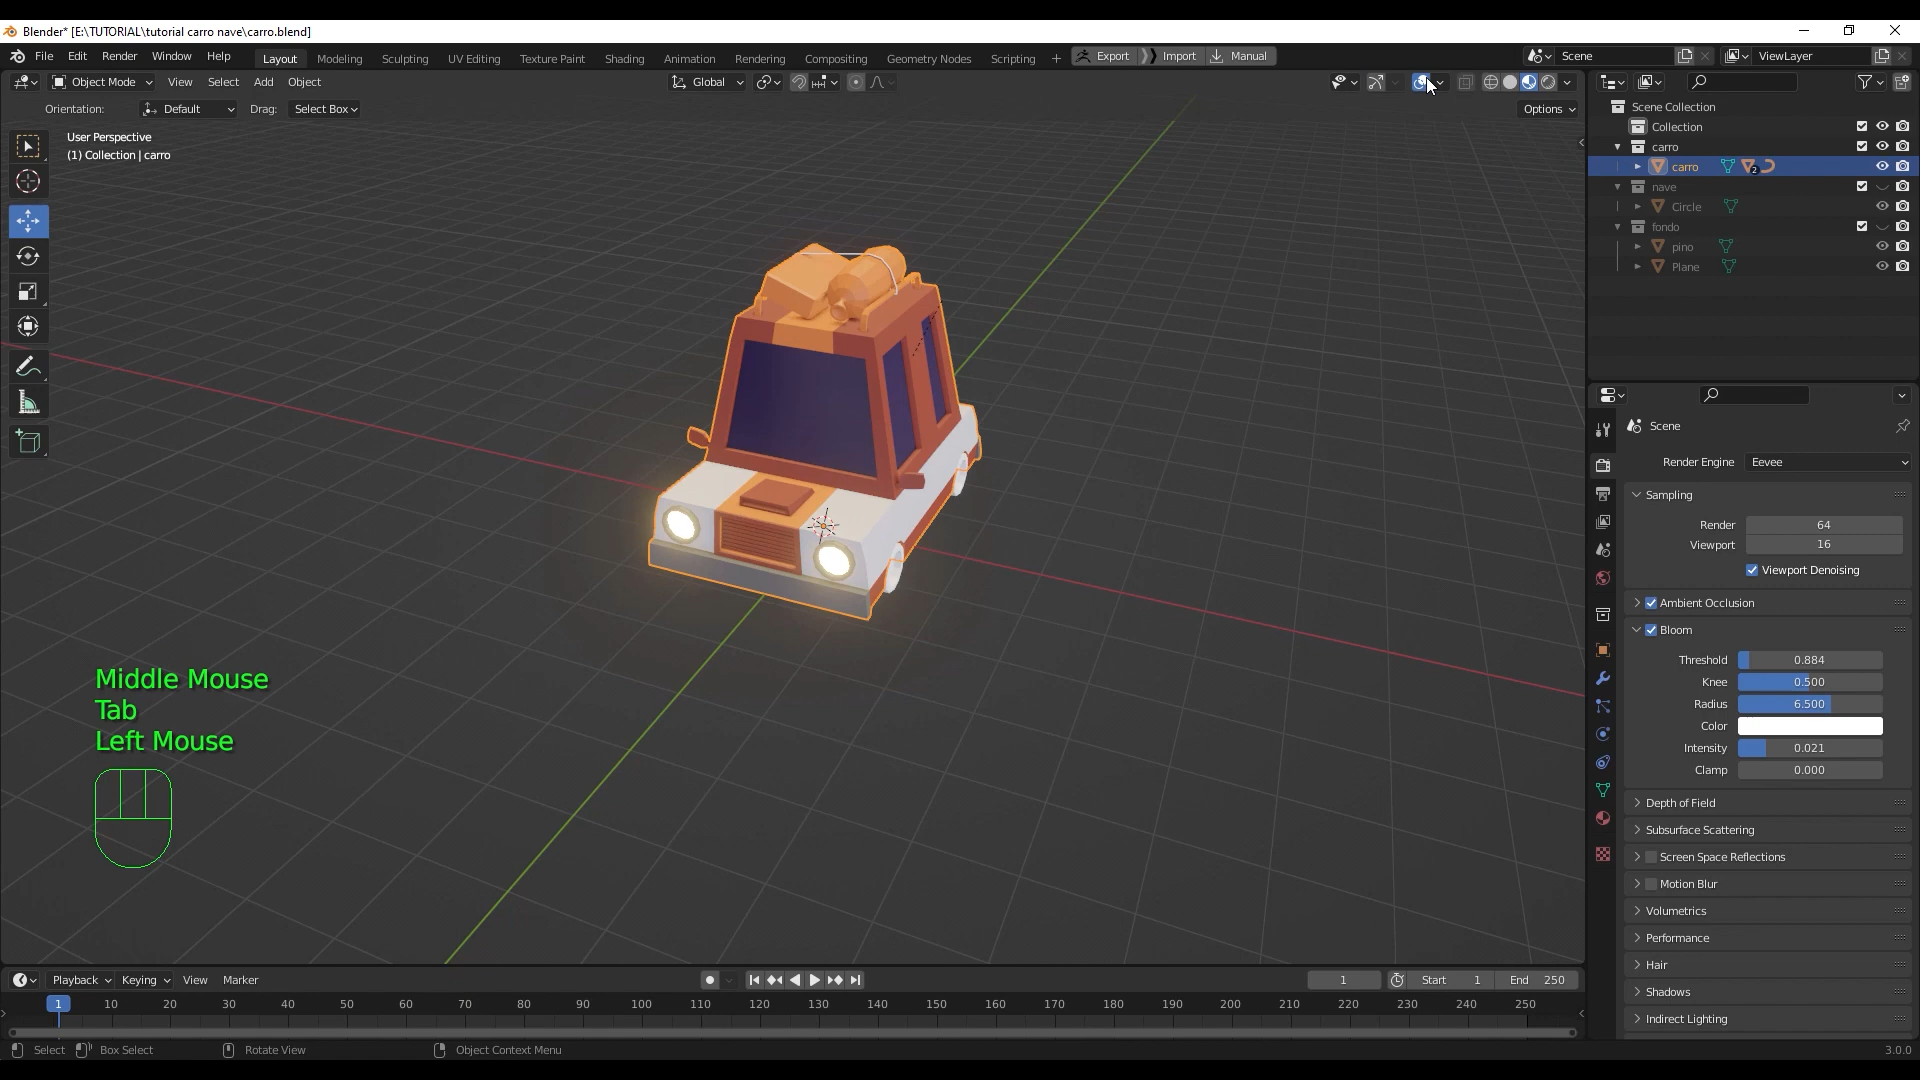 Blender* [E:\TUTORIAL\tutorial carro nave\carro.blend]
File Edit Render Window Help Layout Modeling Sculpting UV Editing Texture Paint Shading Animation Rendering Compositing Geometry Nodes Scripting + Export Import Manual Scene ViewLayer
Object Mode View Select Add Object Global
Orientation: Default Drag: Select Box Options
User Perspective
(1) Collection | carro
Scene Collection
Collection
carro
carro 2
nave
Circle
fondo
pino
Plane
Scene
Render Engine Eevee
Sampling
Render 64
Viewport 16
Viewport Denoising
Ambient Occlusion
Bloom
Threshold 0.884
Knee 0.500
Radius 6.500
Color
Intensity 0.021
Clamp 0.000
Depth of Field
Subsurface Scattering
Screen Space Reflections
Motion Blur
Volumetrics
Performance
Hair
Shadows
Indirect Lighting
Middle Mouse
Tab
Left Mouse
Playback Keying View Marker 1 Start 1 End 250
1 10 20 30 40 50 60 70 80 90 100 110 120 130 140 150 160 170 180 190 200 210 220 230 240 250
Select Box Select Rotate View Object Context Menu 3.0.0